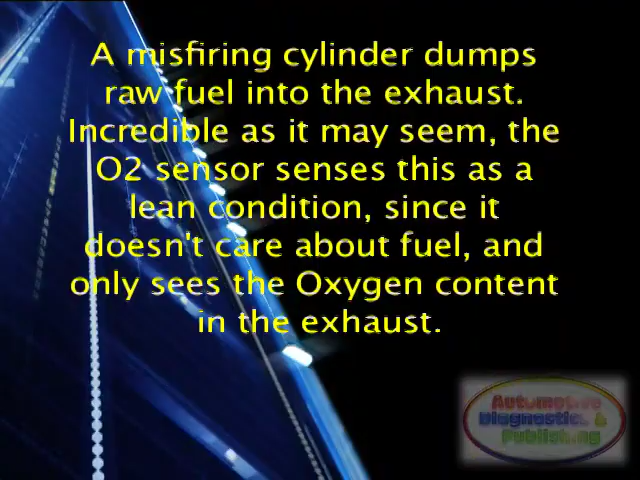 A misfiring cylinder dumps
raw fuel into the exhaust.
Incredible as it may seem, the
O2 sensor senses this as a
lean condition, since it
doesn't care about fuel, and
only sees the Oxygen content
in the exhaust.
Automotive
Diagnostics &
Publishing